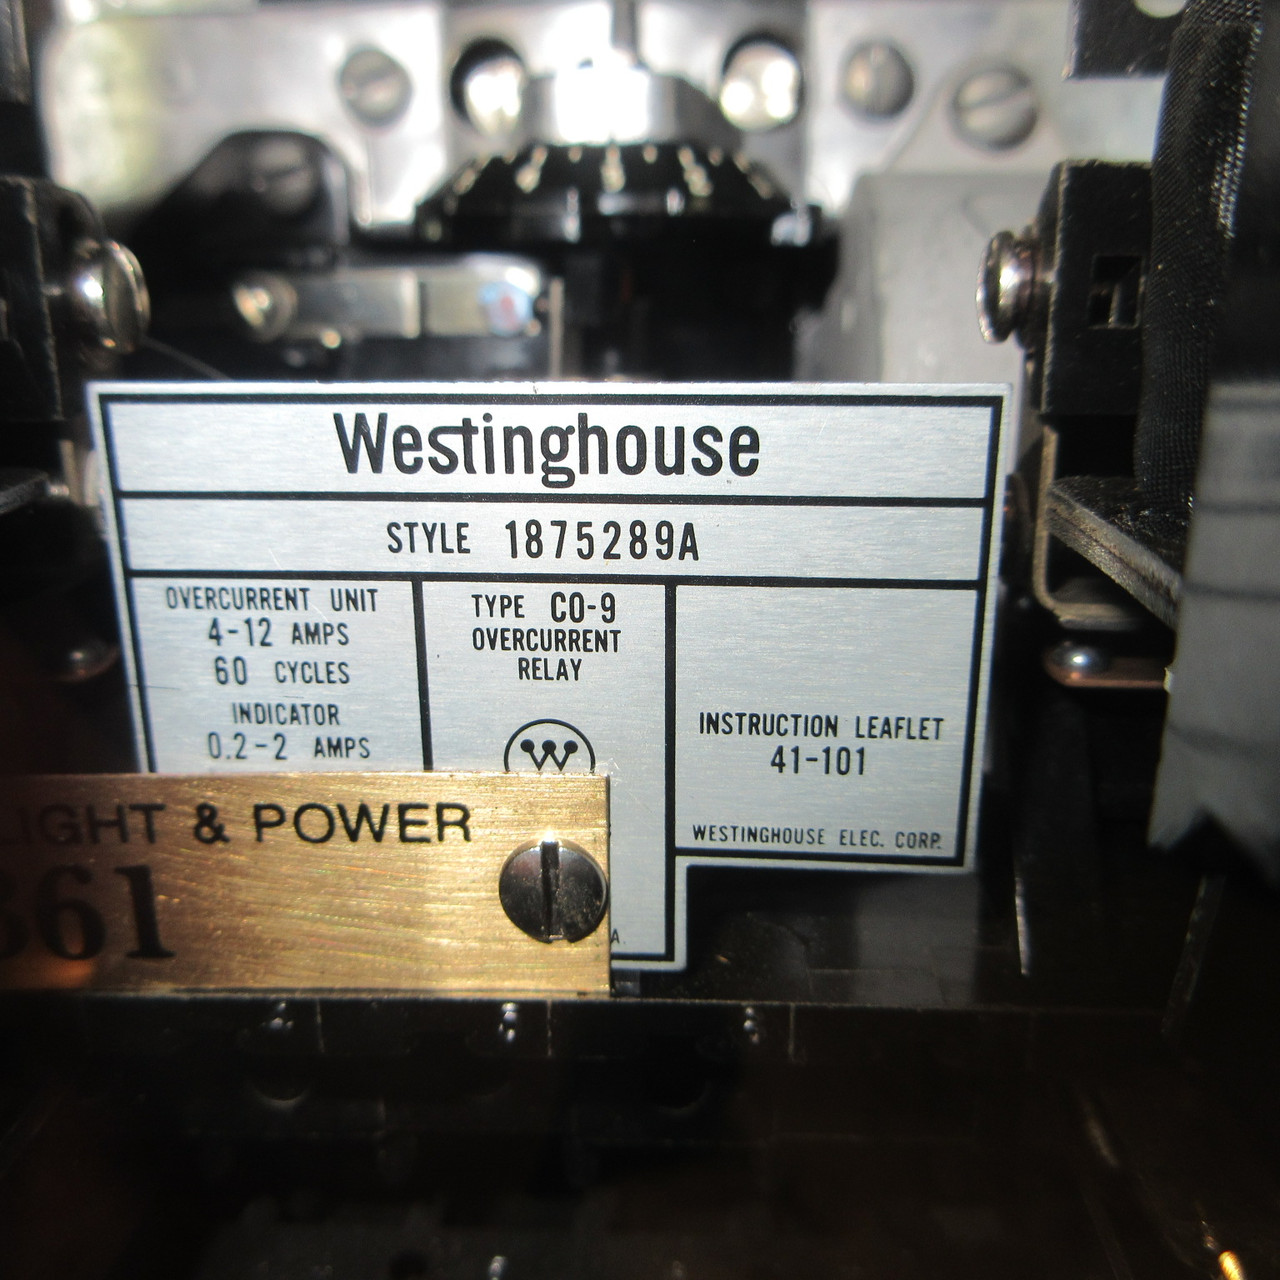 Westinghouse
STYLE 1875289A
OVERCURRENT UNIT
4-12 AMPS
60 CYCLES
INDICATOR
0.2-2 AMPS
TYPE CO-9
OVERCURRENT
RELAY
W
INSTRUCTION LEAFLET
41-101
WESTINGHOUSE ELEC. CORP.
LIGHT & POWER
661
A.